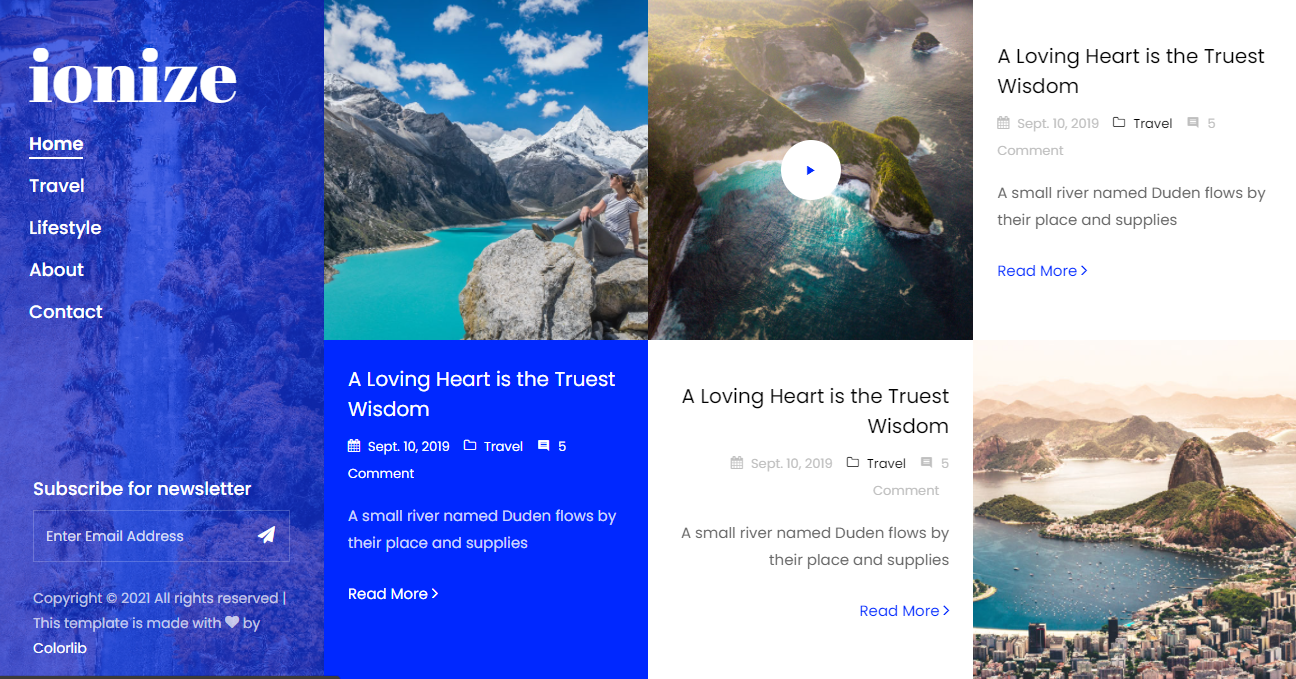 ionize
Home
Travel
Lifestyle
About
Contact
Subscribe for newsletter
Enter Email Address
Copyright © 2021 All rights reserved |
This template is made with ♥ by
Colorlib
A Loving Heart is the Truest
Wisdom
Sept. 10, 2019 Travel 5
Comment
A small river named Duden flows by
their place and supplies
Read More >
A Loving Heart is the Truest
Wisdom
Sept. 10, 2019 Travel 5
Comment
A small river named Duden flows by
their place and supplies
Read More >
A Loving Heart is the Truest
Wisdom
Sept. 10, 2019 Travel 5
Comment
A small river named Duden flows by
their place and supplies
Read More >